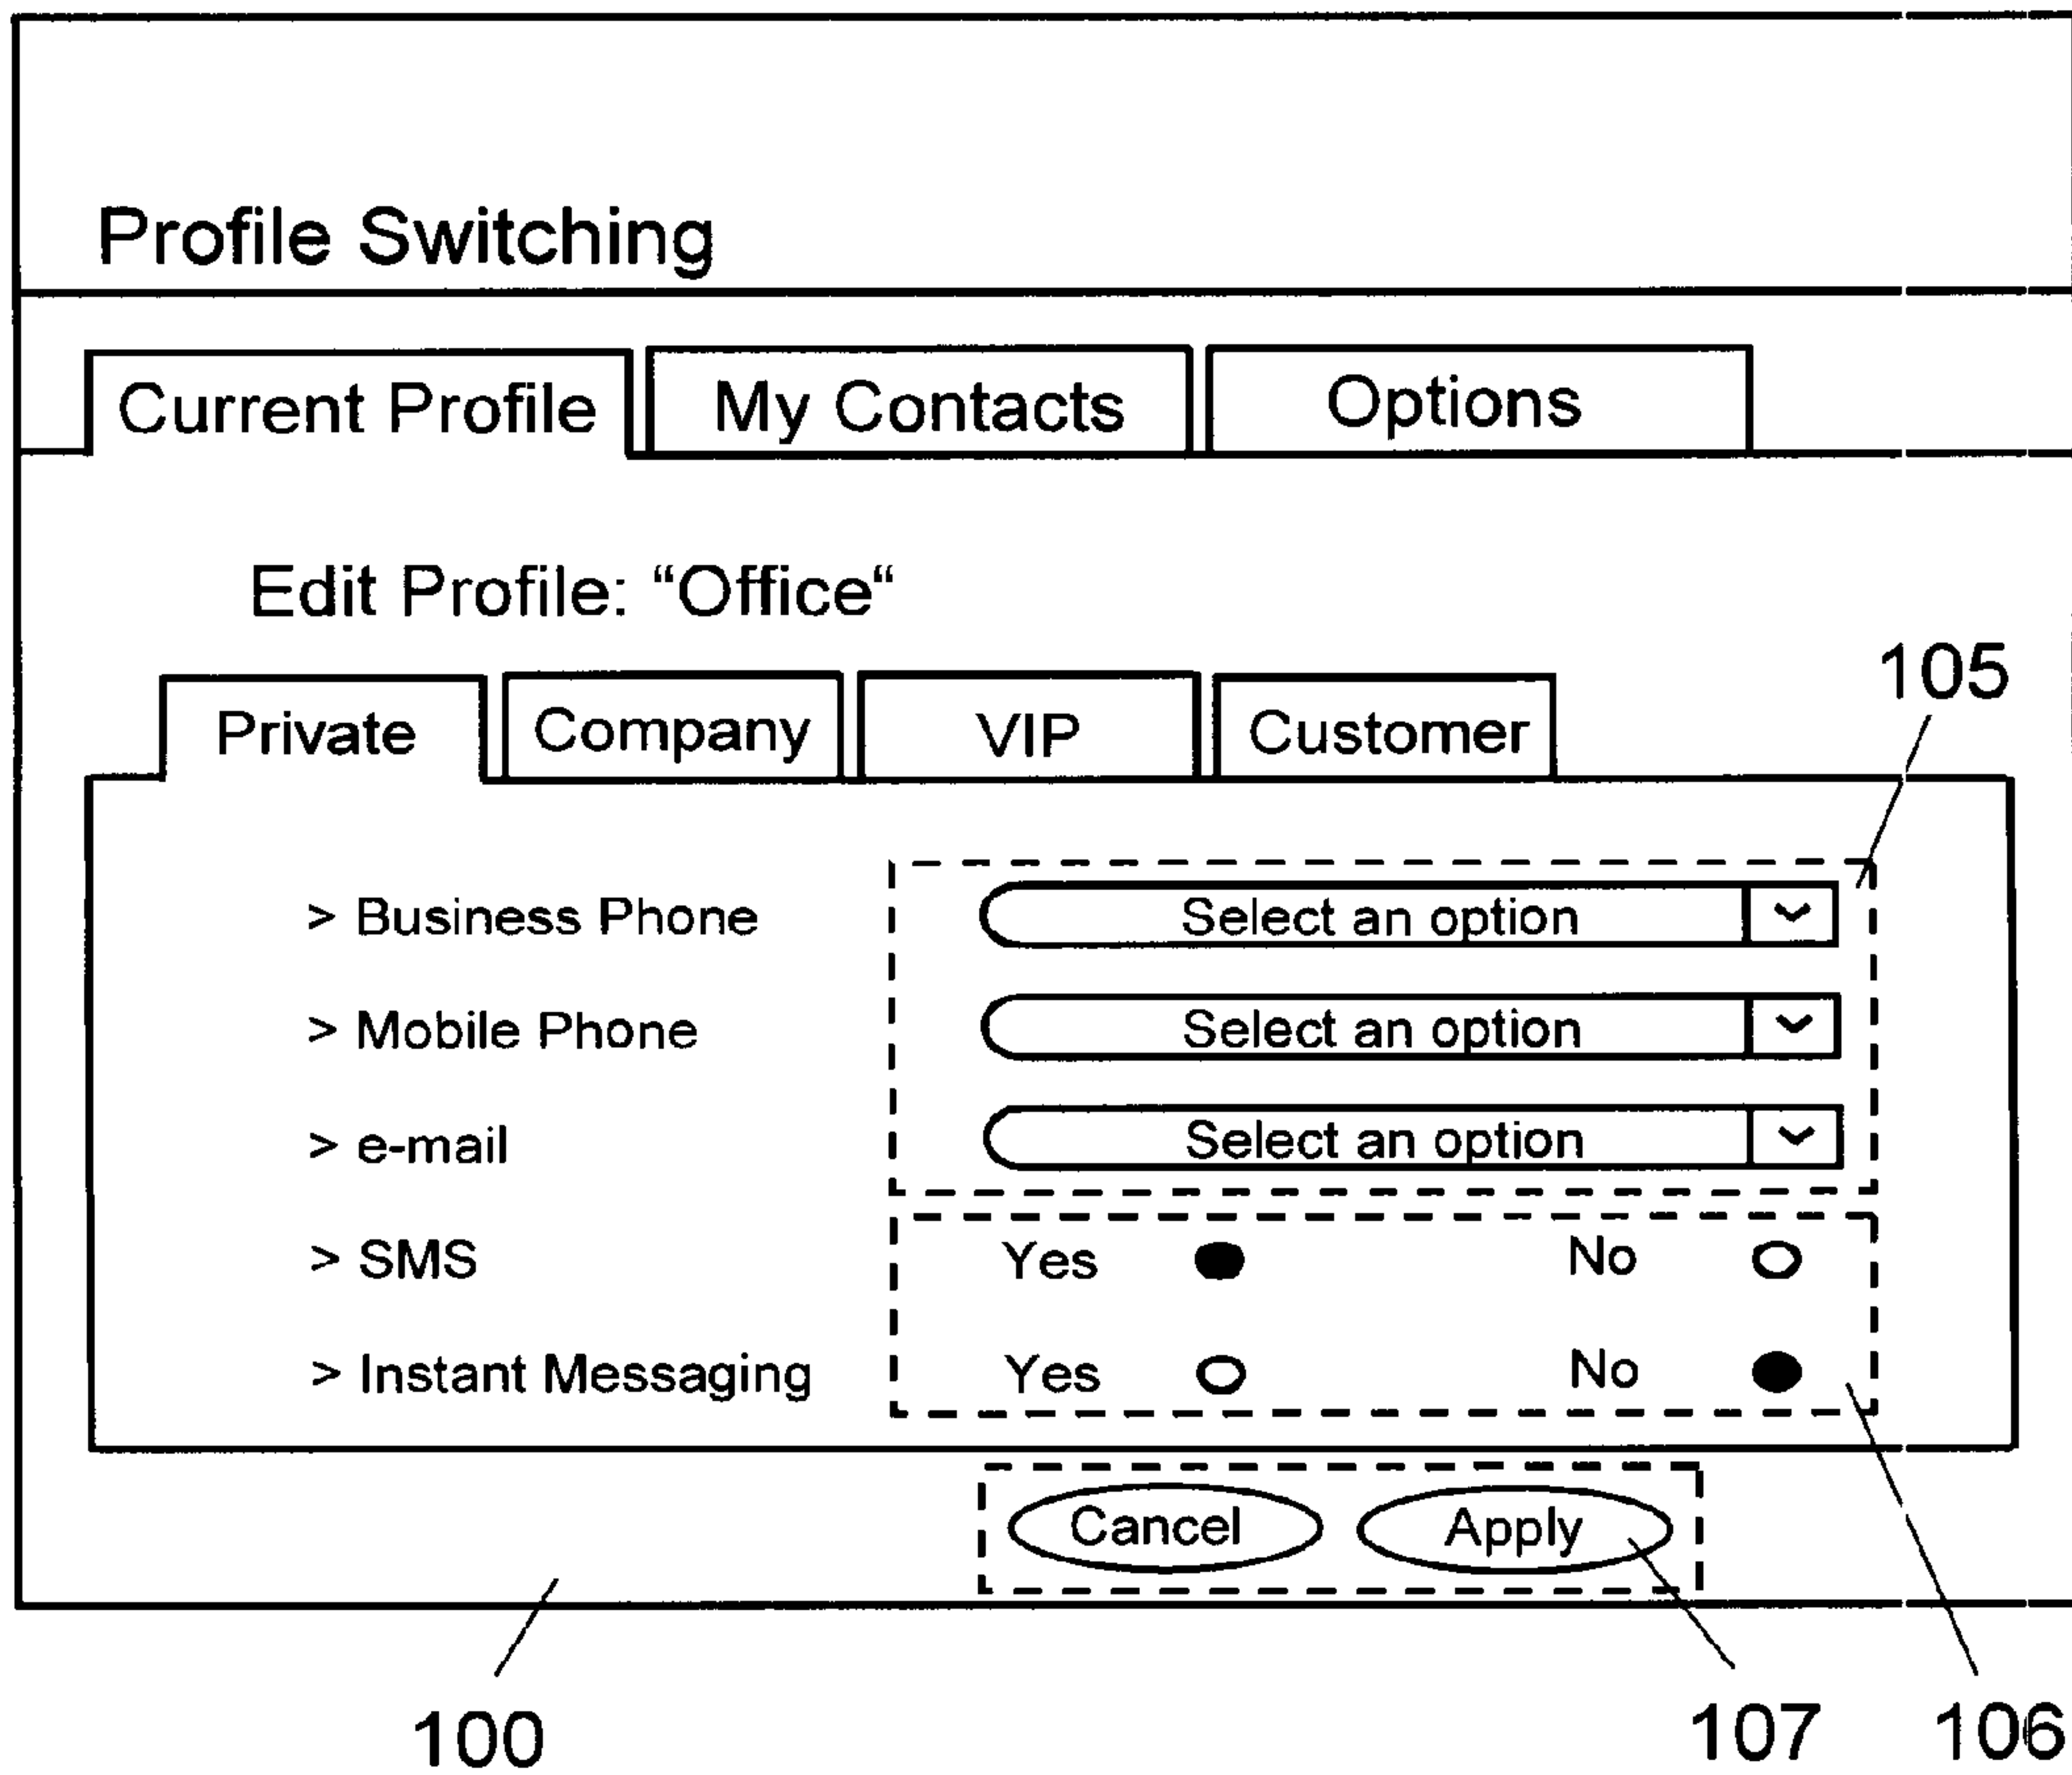 Profile Switching
Current Profile My Contacts Options
Edit Profile: “Office“
105
Private Company VIP Customer
> Business Phone Select an option
> Mobile Phone Select an option
> e-mail Select an option
> SMS Yes No
> Instant Messaging Yes No
Cancel Apply
100 107 106